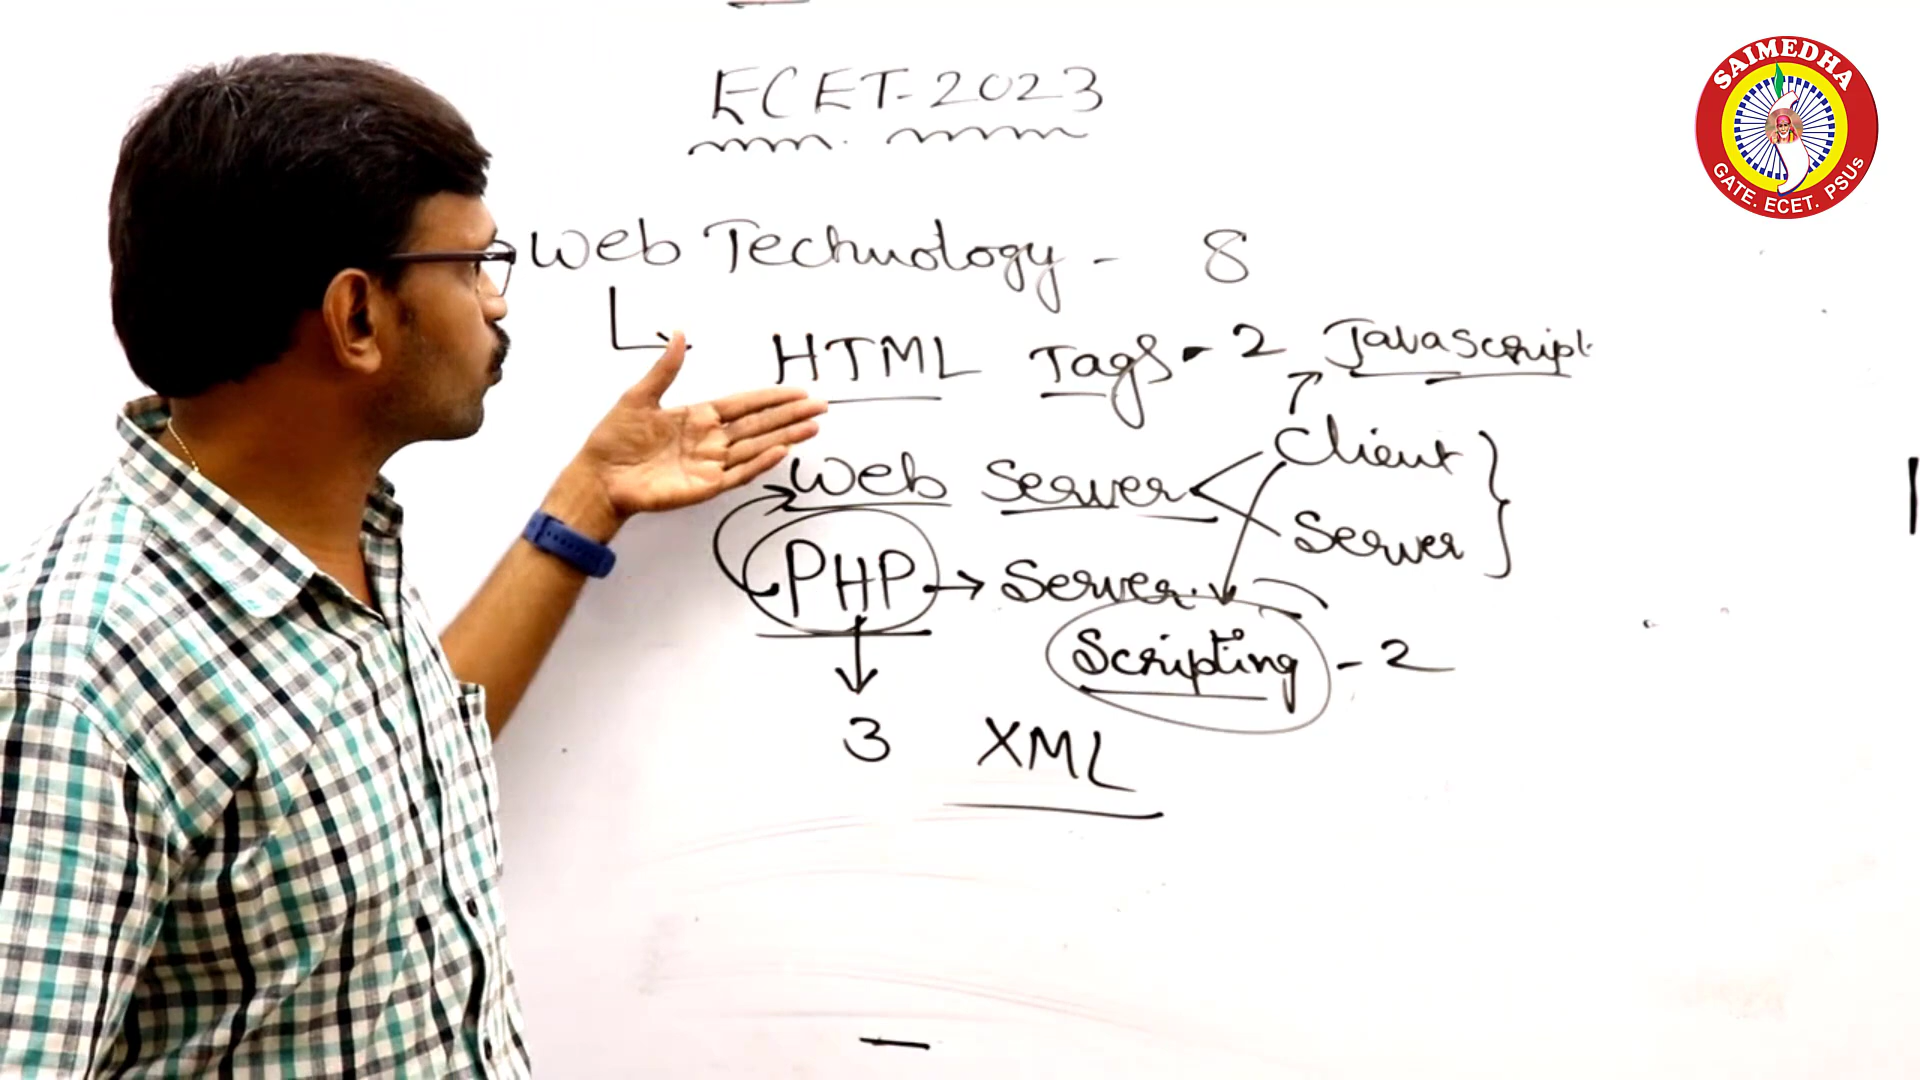 ECET-2023
SAIMEDHA
GATE. ECET. PSUs
Web Technology - 8
HTML Tags - 2 JavaScript
Web Server Client
Server
PHP → Server.
Scripting - 2
3 XML